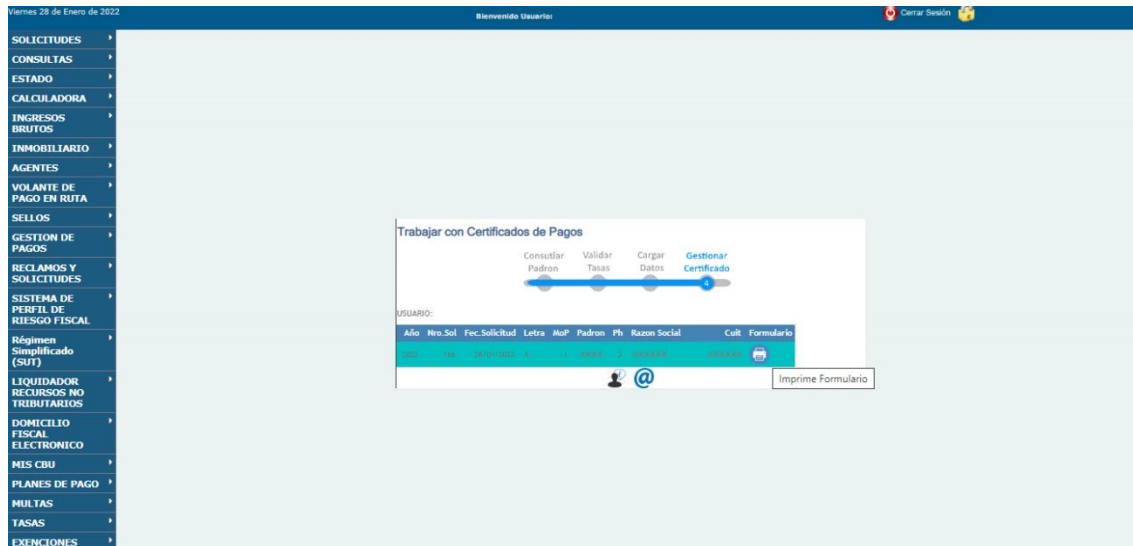 Viernes 28 de Enero de 2022
Bienvenido Usuario:
Cerrar Sesión
SOLICITUDES
CONSULTAS
ESTADO
CALCULADORA
INGRESOS
BRUTOS
INMOBILIARIO
AGENTES
VOLANTE DE
PAGO EN RUTA
SELLOS
GESTION DE
PAGOS
RECLAMOS Y
SOLICITUDES
SISTEMA DE
PERFIL DE
RIESGO FISCAL
Régimen
Simplificado
(SUT)
LIQUIDADOR
RECURSOS NO
TRIBUTARIOS
DOMICILIO
FISCAL
ELECTRONICO
MIS CBU
PLANES DE PAGO
MULTAS
TASAS
EXENCIONES
Trabajar con Certificados de Pagos
Consutlar Padron
Validar Tasas
Cargar Datos
Gestionar Certificado
4
USUARIO:
Año Nro.Sol Fec.Solicitud Letra MoP Padron Ph Razon Social Cuit Formulario
2022
@
Imprime Formulario